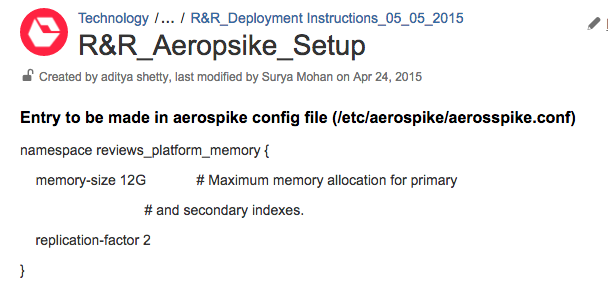 Technology /… / R&R_Deployment Instructions_05_05_2015
R&R_Aeropsike_Setup
Created by aditya shetty, last modified by Surya Mohan on Apr 24, 2015
Entry to be made in aerospike config file (/etc/aerospike/aerosspike.conf)
namespace reviews_platform_memory {
memory-size 12G # Maximum memory allocation for primary
# and secondary indexes.
replication-factor 2
}